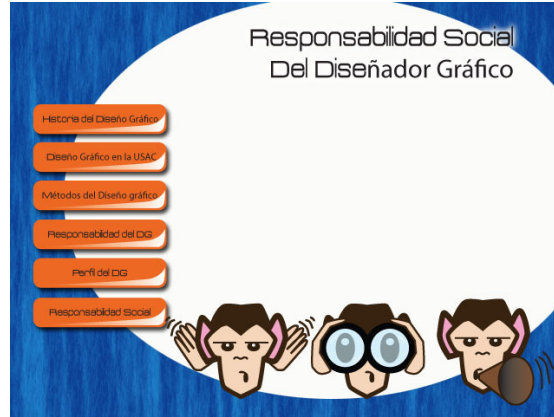 Responsabilidad Social
Del Diseñador Gráfico
Historia del Diseño Gráfico
Diseño Gráfico en la USAC
Métodos del Diseño gráfico
Responsabilidad del DG
Perfil del DG
Responsabilidad Social